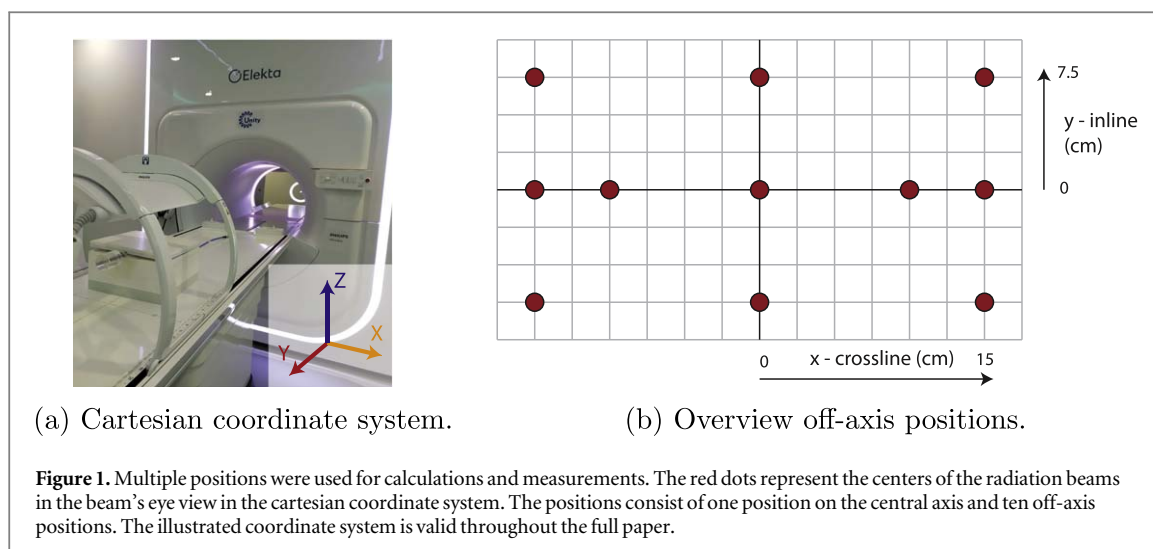 Elekta
Unity
PHILIPS
Z
X
Y
7.5
y - inline
(cm)
0
0
x - crossline (cm)
15
(a) Cartesian coordinate system.
(b) Overview off-axis positions.
Figure 1. Multiple positions were used for calculations and measurements. The red dots represent the centers of the radiation beams
in the beam's eye view in the cartesian coordinate system. The positions consist of one position on the central axis and ten off-axis
positions. The illustrated coordinate system is valid throughout the full paper.